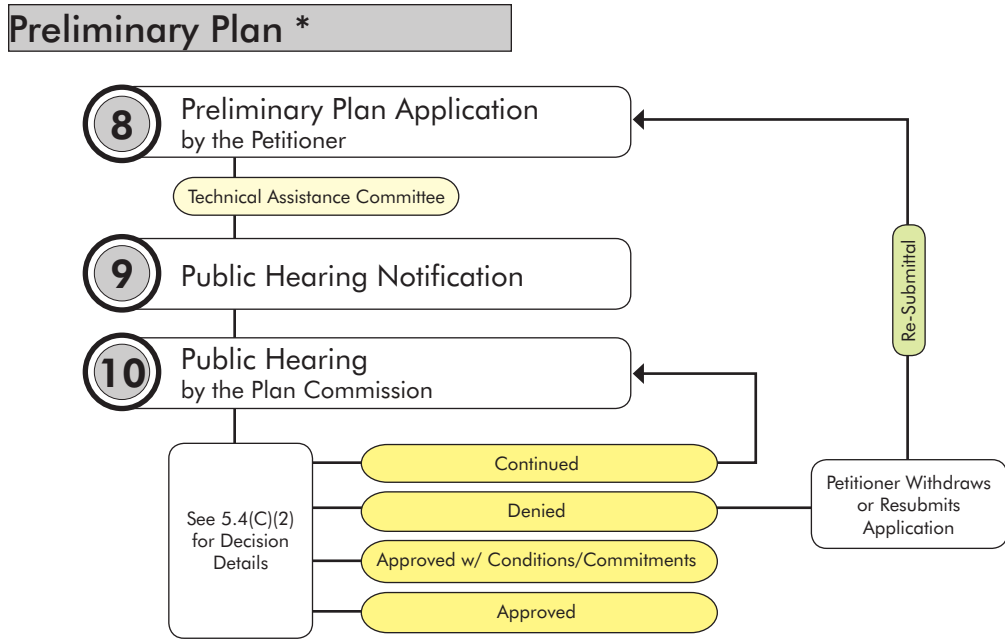 Preliminary Plan *
8
Preliminary Plan Application
by the Petitioner
Technical Assistance Committee
9
Public Hearing Notification
10
Public Hearing
by the Plan Commission
Re-Submittal
See 5.4(C)(2)
for Decision
Details
Continued
Denied
Approved w/ Conditions/Commitments
Approved
Petitioner Withdraws
or Resubmits
Application